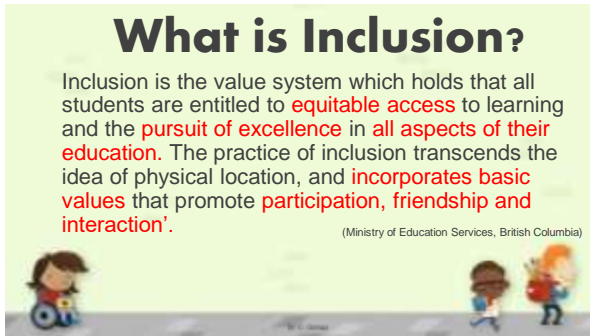 What is Inclusion?
Inclusion is the value system which holds that all
students are entitled to equitable access to learning
and the pursuit of excellence in all aspects of their
education. The practice of inclusion transcends the
idea of physical location, and incorporates basic
values that promote participation, friendship and
interaction’.
(Ministry of Education Services, British Columbia)